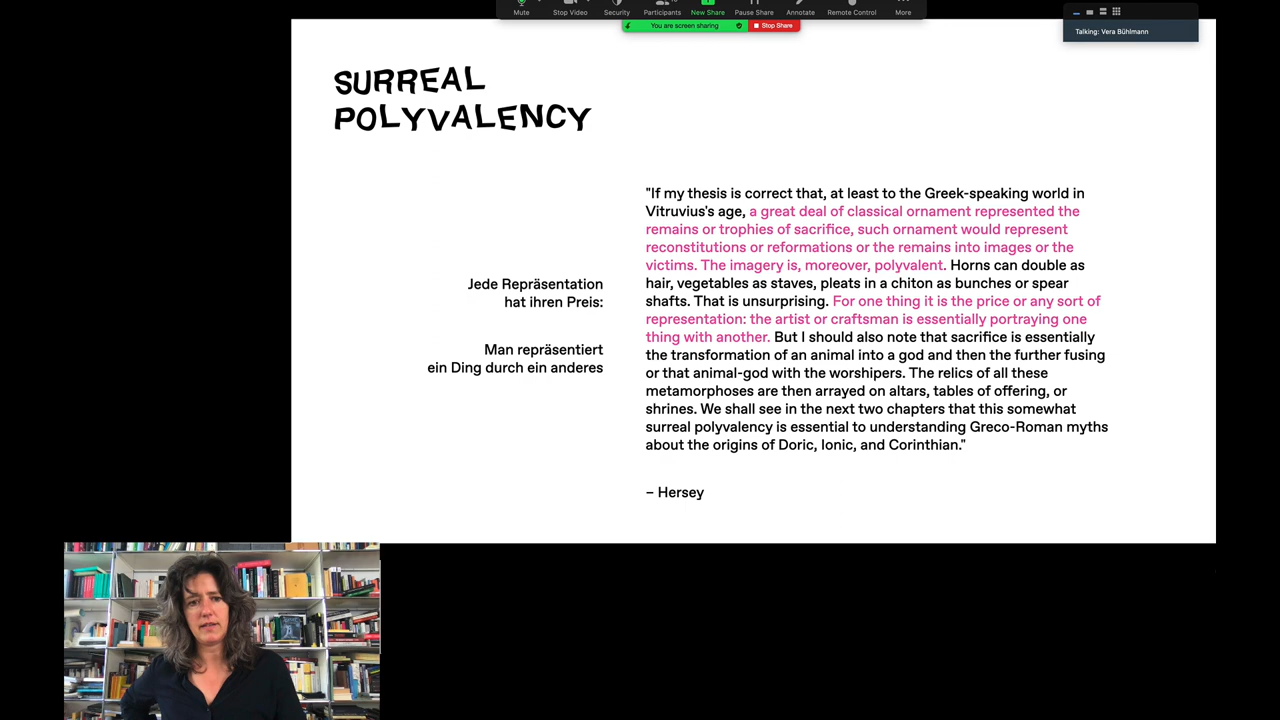 Mute
Stop Video
Security
Participants
New Share
Pause Share
Annotate
Remote Control
More
You are screen sharing
Stop Share
Talking: Vera Bühlmann
SURREAL
POLYVALENCY
Jede Repräsentation
hat ihren Preis:
Man repräsentiert
ein Ding durch ein anderes
"If my thesis is correct that, at least to the Greek-speaking world in
Vitruvius's age, a great deal of classical ornament represented the
remains or trophies of sacrifice, such ornament would represent
reconstitutions or reformations or the remains into images or the
victims. The imagery is, moreover, polyvalent. Horns can double as
hair, vegetables as staves, pleats in a chiton as bunches or spear
shafts. That is unsurprising. For one thing it is the price or any sort of
representation: the artist or craftsman is essentially portraying one
thing with another. But I should also note that sacrifice is essentially
the transformation of an animal into a god and then the further fusing
or that animal-god with the worshipers. The relics of all these
metamorphoses are then arrayed on altars, tables of offering, or
shrines. We shall see in the next two chapters that this somewhat
surreal polyvalency is essential to understanding Greco-Roman myths
about the origins of Doric, Ionic, and Corinthian."
– Hersey